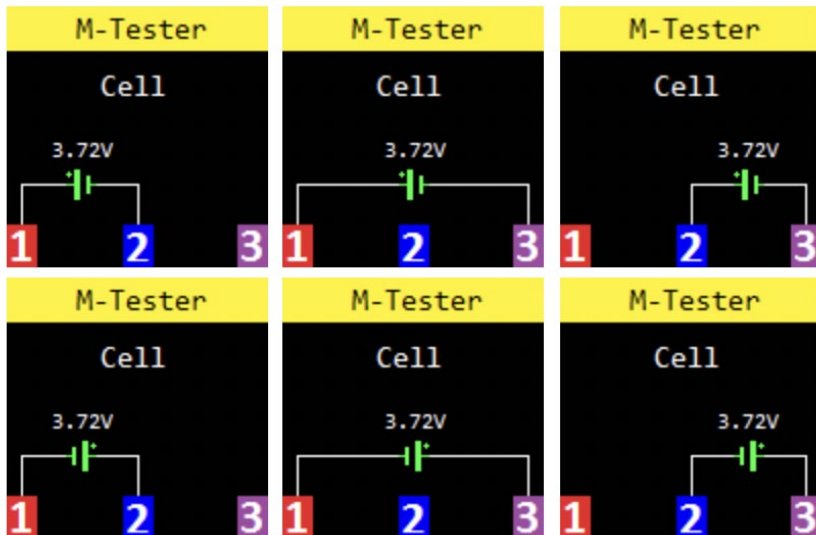 M-Tester M-Tester M-Tester
Cell Cell Cell
3.72V 3.72V 3.72V
1 2 3 1 2 3 1 2 3
M-Tester M-Tester M-Tester
Cell Cell Cell
3.72V 3.72V 3.72V
1 2 3 1 2 3 1 2 3